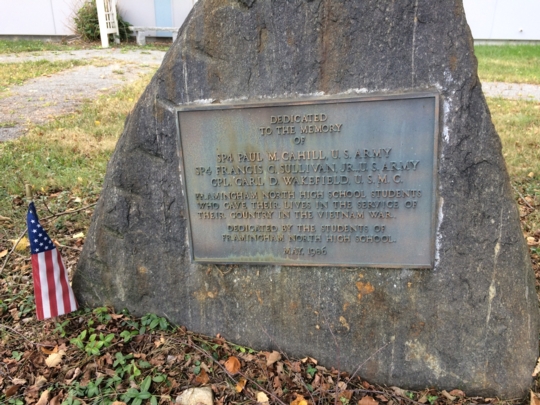 DEDICATED
TO THE MEMORY
OF
SP4 PAUL M. CAHILL, U.S. ARMY
SP4 FRANCIS G. SULLIVAN, JR., U.S. ARMY
CPL. CARL D. WAKEFIELD, U.S.M.C.
FRAMINGHAM NORTH HIGH SCHOOL STUDENTS
WHO GAVE THEIR LIVES IN THE SERVICE OF
THEIR COUNTRY IN THE VIETNAM WAR.
DEDICATED BY THE STUDENTS OF
FRAMINGHAM NORTH HIGH SCHOOL.
MAY, 1986